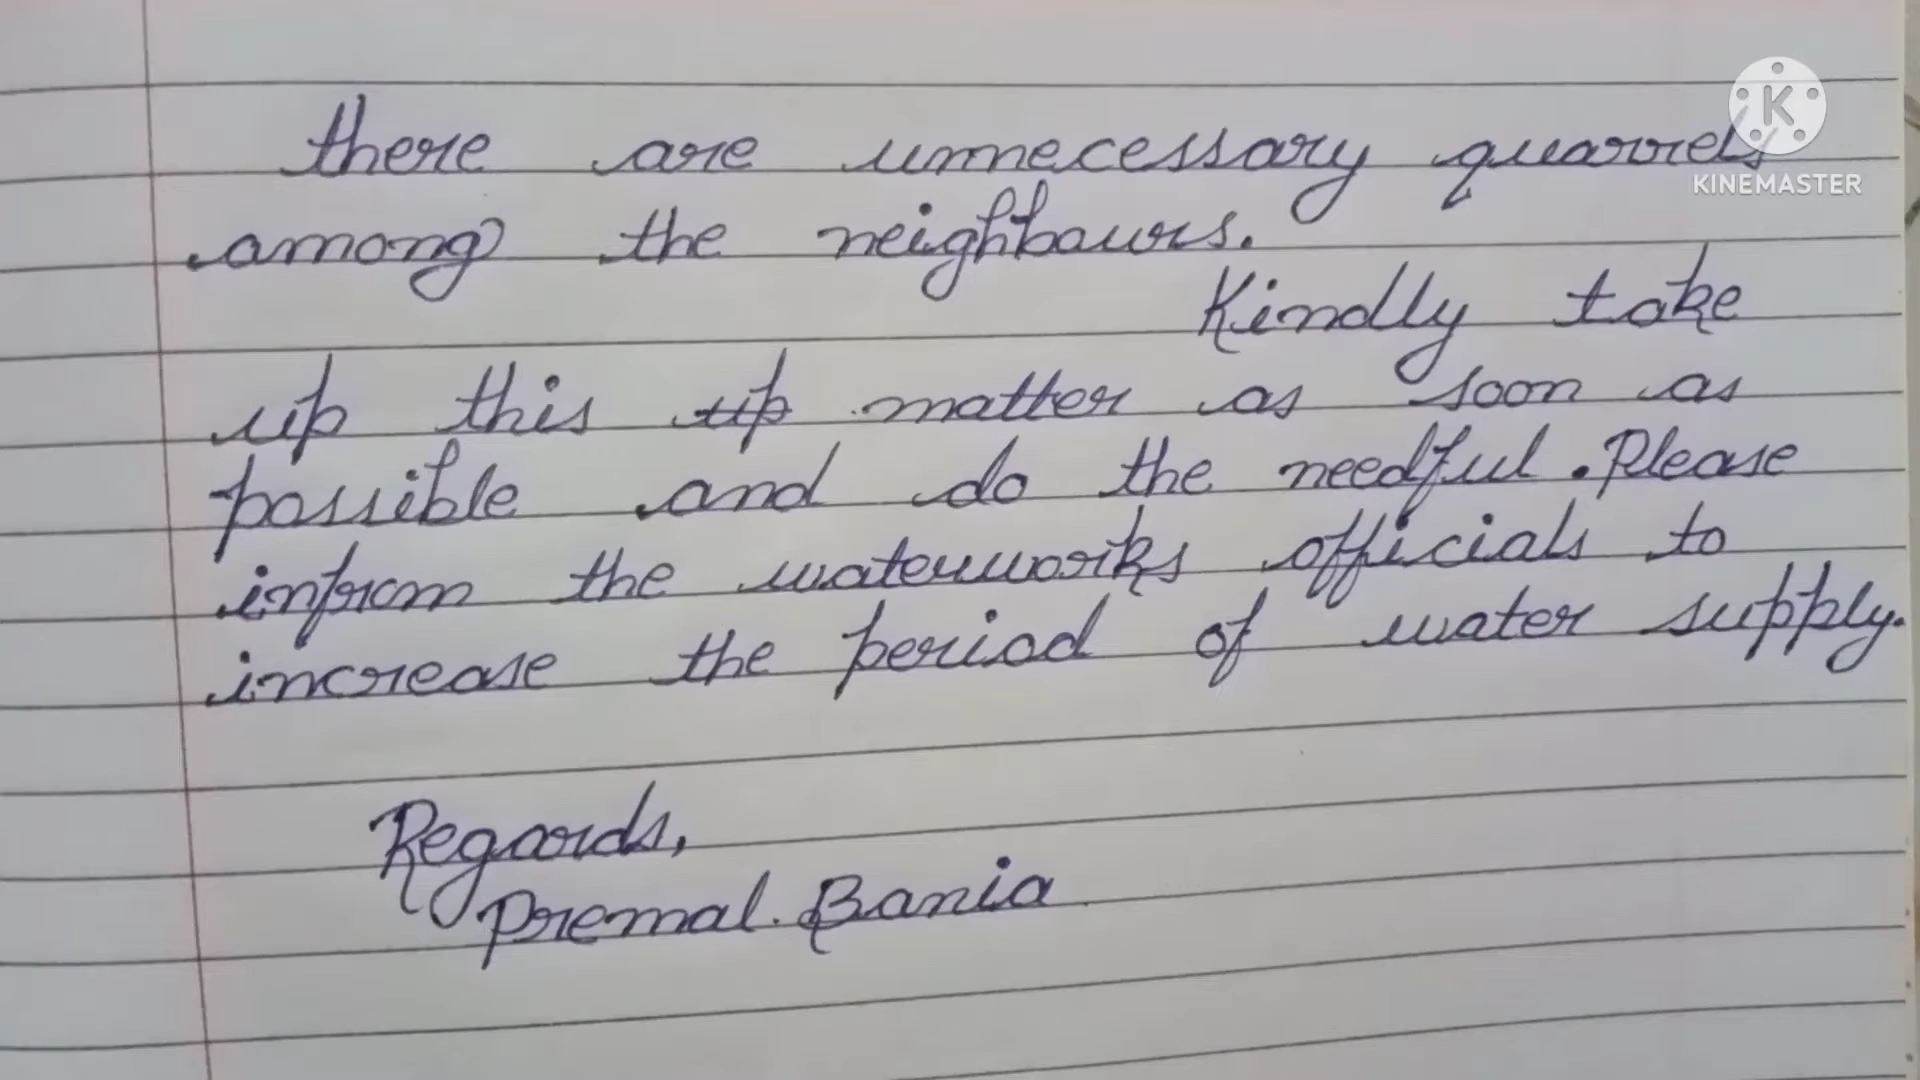 there are unnecessary quarrels
KINEMASTER
among the neighbours.
Kindly take
up this up matter as soon as
possible and do the needful. Please
infrom the waterworks officials to
increase the period of water supply.
Regards,
Premal. Bania